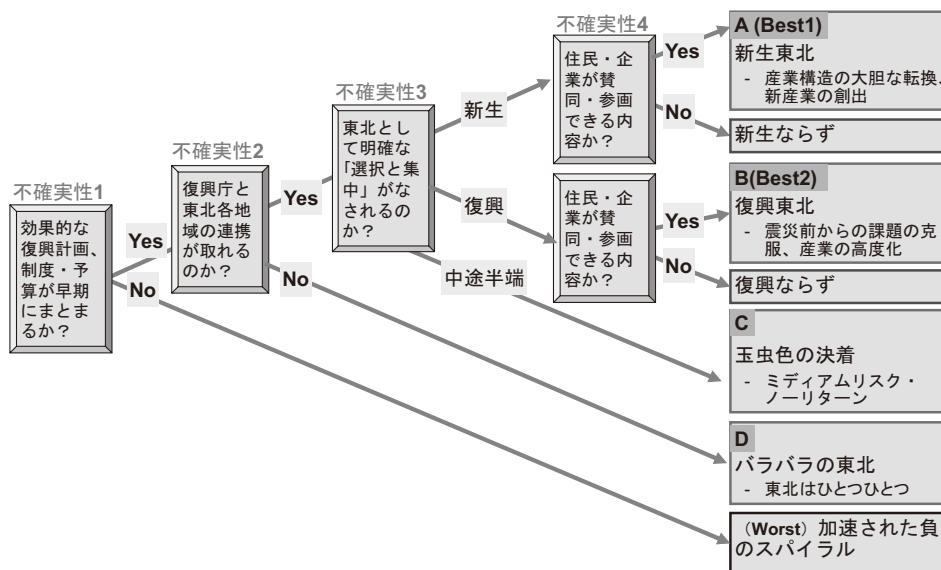 不確実性1
効果的な
復興計画、
制度・予
算が早期
にまとま
るか？
Yes
No
不確実性2
復興庁と
東北各地
域の連携
が取れる
のか？
Yes
No
不確実性3
東北とし
て明確な
「選択と集
中」がな
されるの
か？
新生
復興
中途半端
不確実性4
住民・企
業が賛
同・参画
できる内
容か？
Yes
No
住民・企
業が賛
同・参画
できる内
容か？
Yes
No
A (Best1)
新生東北
- 産業構造の大胆な転換、
新産業の創出
新生ならず
B(Best2)
復興東北
- 震災前からの課題の克
服、産業の高度化
復興ならず
C
玉虫色の決着
- ミディアムリスク・
ノーリターン
D
バラバラの東北
- 東北はひとつひとつ
（Worst）加速された負
のスパイラル